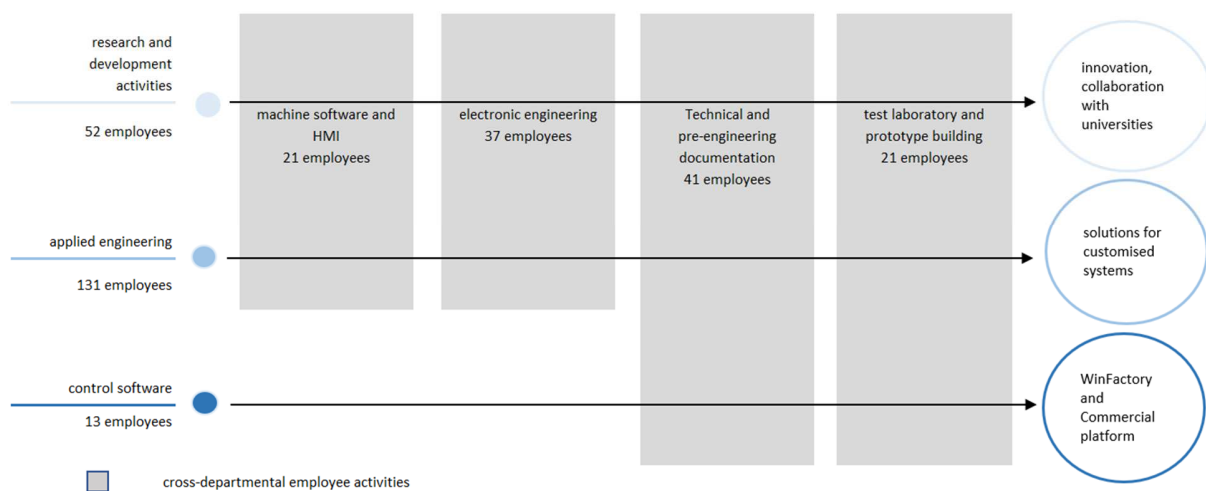 research and
development
activities
52 employees
machine software and
HMI
21 employees
electronic engineering
37 employees
Technical and
pre-engineering
documentation
41 employees
test laboratory and
prototype building
21 employees
innovation,
collaboration
with
universities
applied engineering
131 employees
solutions for
customised
systems
control software
13 employees
WinFactory
and
Commercial
platform
cross-departmental employee activities